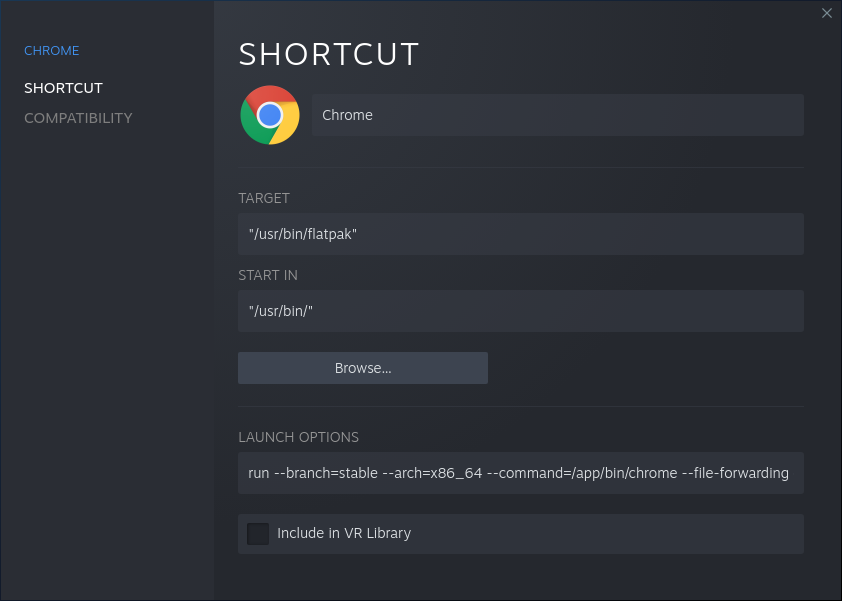 CHROME
SHORTCUT
COMPATIBILITY
SHORTCUT
Chrome
TARGET
"/usr/bin/flatpak"
START IN
"/usr/bin/"
Browse...
LAUNCH OPTIONS
run --branch=stable --arch=x86_64 --command=/app/bin/chrome --file-forwarding
Include in VR Library